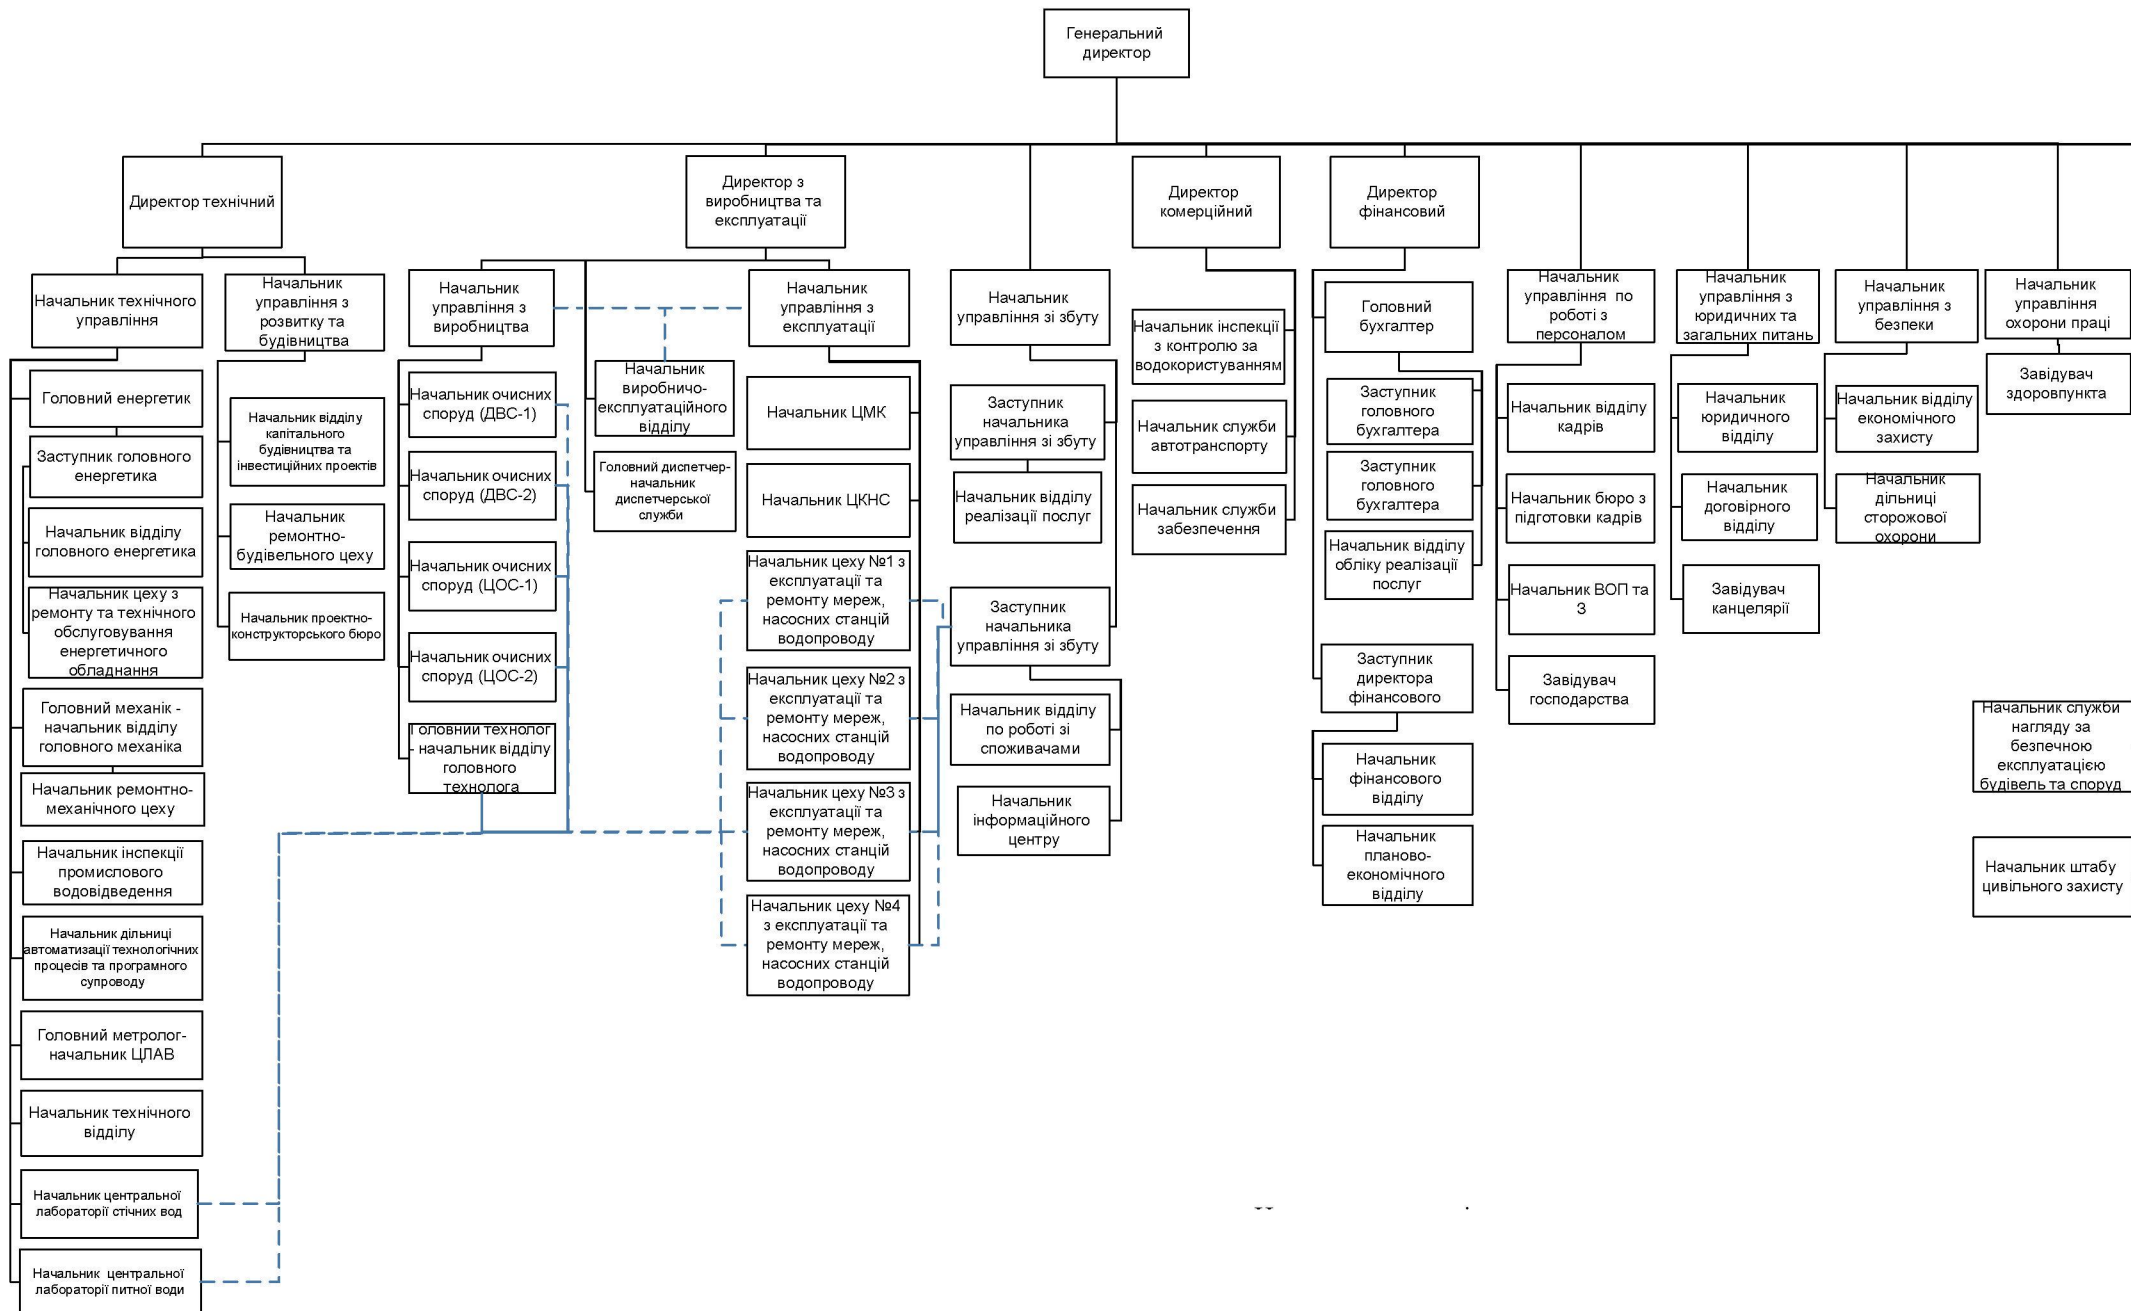 Генеральний
директор
Директор технічний
Директор з
виробництва та
експлуатації
Директор
комерційний
Директор
фінансовий
Начальник технічного
управління
Начальник
управління з
розвитку та
будівництва
Начальник
управління з
виробництва
Начальник
управління з
експлуатації
Начальник
управління зі збуту
Начальник
управління по
роботі з
персоналом
Начальник
управління з
юридичних та
загальних питань
Начальник
управління з
безпеки
Начальник
управління
охорони праці
Головний енергетик
Заступник головного
енергетика
Начальник відділу
головного енергетика
Начальник цеху з
ремонту та технічного
обслуговування
енергетичного
обладнання
Головний механік -
начальник відділу
головного механіка
Начальник ремонтно-
механічного цеху
Начальник інспекції
промислового
водовідведення
Начальник дільниці
автоматизації технологічних
процесів та програмного
супроводу
Головний метролог-
начальник ЦЛАВ
Начальник технічного
відділу
Начальник центральної
лабораторії стічних вод
Начальник центральної
лабораторії питної води
Начальник відділу
капітального
будівництва та
інвестиційних проектів
Начальник
ремонтно-
будівельного цеху
Начальник проектно-
конструкторського бюро
Начальник очисних
споруд (ДВС-1)
Начальник очисних
споруд (ДВС-2)
Начальник очисних
споруд (ЦОС-1)
Начальник очисних
споруд (ЦОС-2)
Головний технолог
- начальник відділу
головного
технолога
Начальник
виробничо-
експлуатаційного
відділу
Головний диспетчер-
начальник
диспетчерської
служби
Начальник ЦМК
Начальник ЦКНС
Начальник цеху №1 з
експлуатації та
ремонту мереж,
насосних станцій
водопроводу
Начальник цеху №2 з
експлуатації та
ремонту мереж,
насосних станцій
водопроводу
Начальник цеху №3 з
експлуатації та
ремонту мереж,
насосних станцій
водопроводу
Начальник цеху №4
з експлуатації та
ремонту мереж,
насосних станцій
водопроводу
Заступник
начальника
управління зі збуту
Начальник відділу
реалізації послуг
Заступник
начальника
управління зі збуту
Начальник відділу
по роботі зі
споживачами
Начальник
інформаційного
центру
Начальник інспекції
з контролю за
водокористуванням
Начальник служби
автотранспорту
Начальник служби
забезпечення
Головний
бухгалтер
Заступник
головного
бухгалтера
Заступник
головного
бухгалтера
Начальник відділу
обліку реалізації
послуг
Заступник
директора
фінансового
Начальник
фінансового
відділу
Начальник
планово-
економічного
відділу
Начальник відділу
кадрів
Начальник бюро з
підготовки кадрів
Начальник ВОП та
З
Завідувач
господарства
Начальник
юридичного
відділу
Начальник
договірного
відділу
Завідувач
канцелярії
Начальник відділу
економічного
захисту
Начальник
дільниці
сторожової
охорони
Завідувач
здоровпункта
Начальник служби
нагляду за
безпечною
експлуатацією
будівель та споруд
Начальник штабу
цивільного захисту